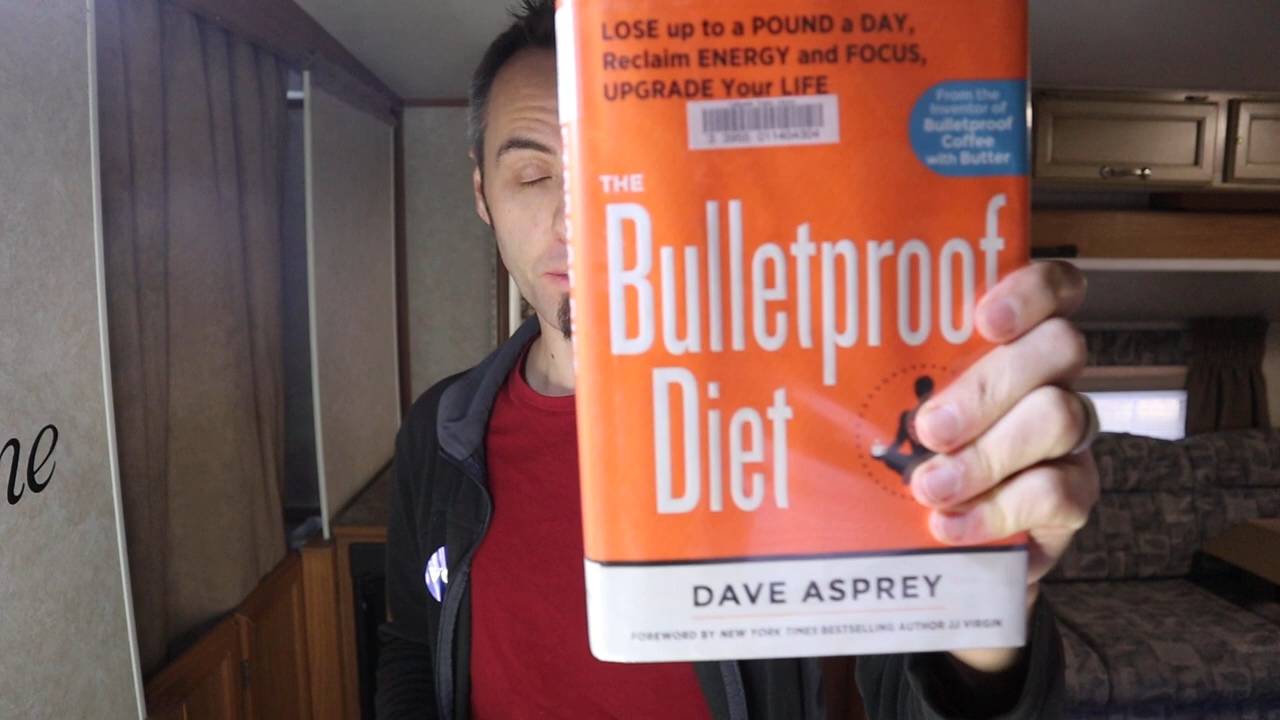 LOSE up to a POUND a DAY,
Reclaim ENERGY and FOCUS,
UPGRADE Your LIFE
From the
Inventor of
Bulletproof
Coffee
with Butter
THE
Bulletproof
Diet
DAVE ASPREY
FOREWORD BY NEW YORK TIMES BESTSELLING AUTHOR JJ VIRGIN
ne